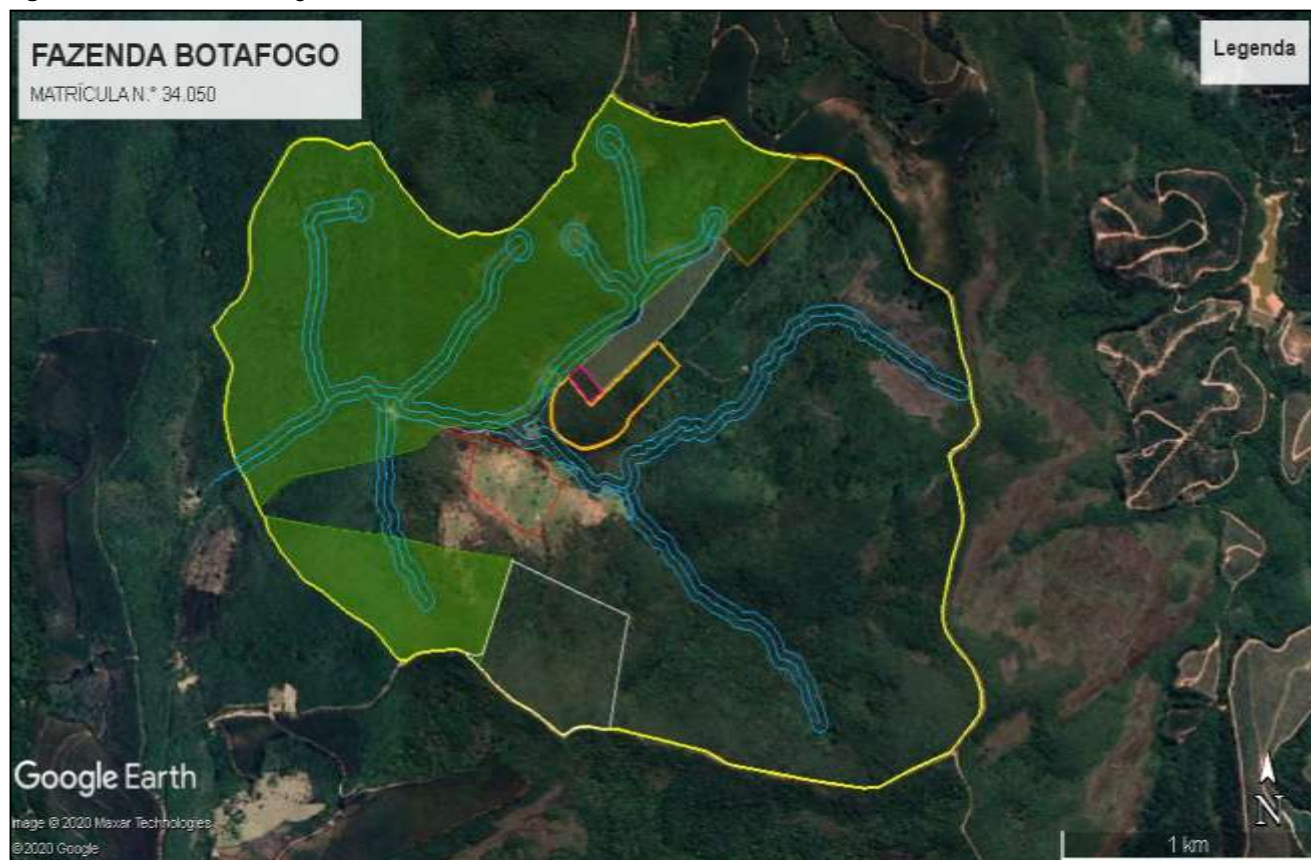 FAZENDA BOTAFOGO
MATRÍCULA N.° 34.050
Legenda
Google Earth
Image © 2020 Maxar Technologies
© 2020 Google
N
1 km